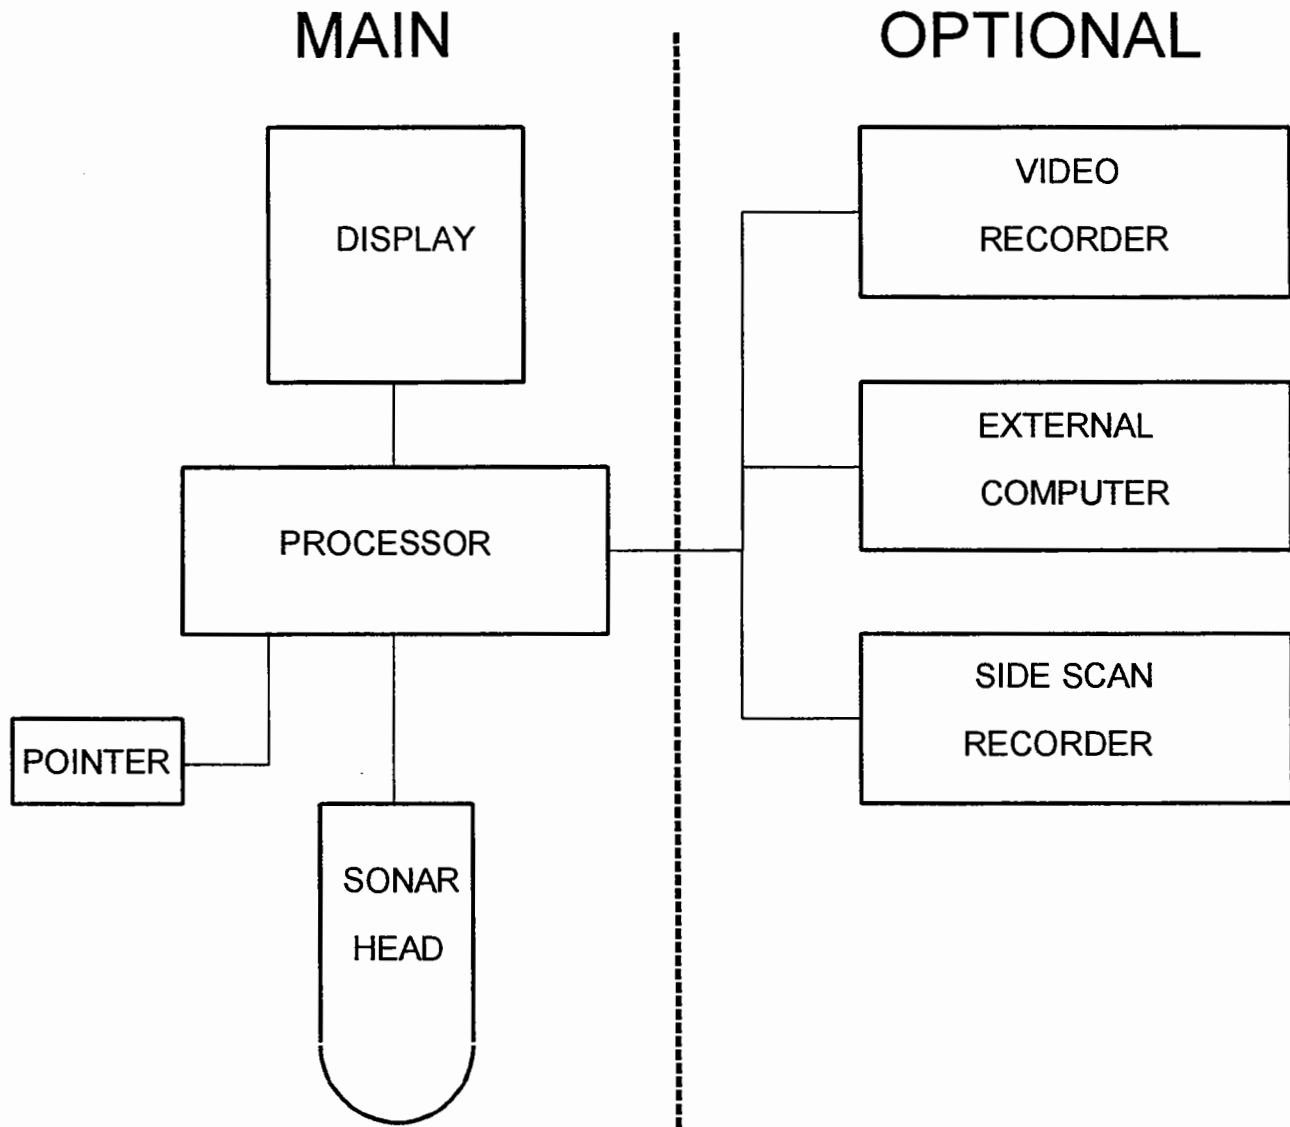 MAIN
OPTIONAL
DISPLAY
PROCESSOR
POINTER
SONAR
HEAD
VIDEO
RECORDER
EXTERNAL
COMPUTER
SIDE SCAN
RECORDER